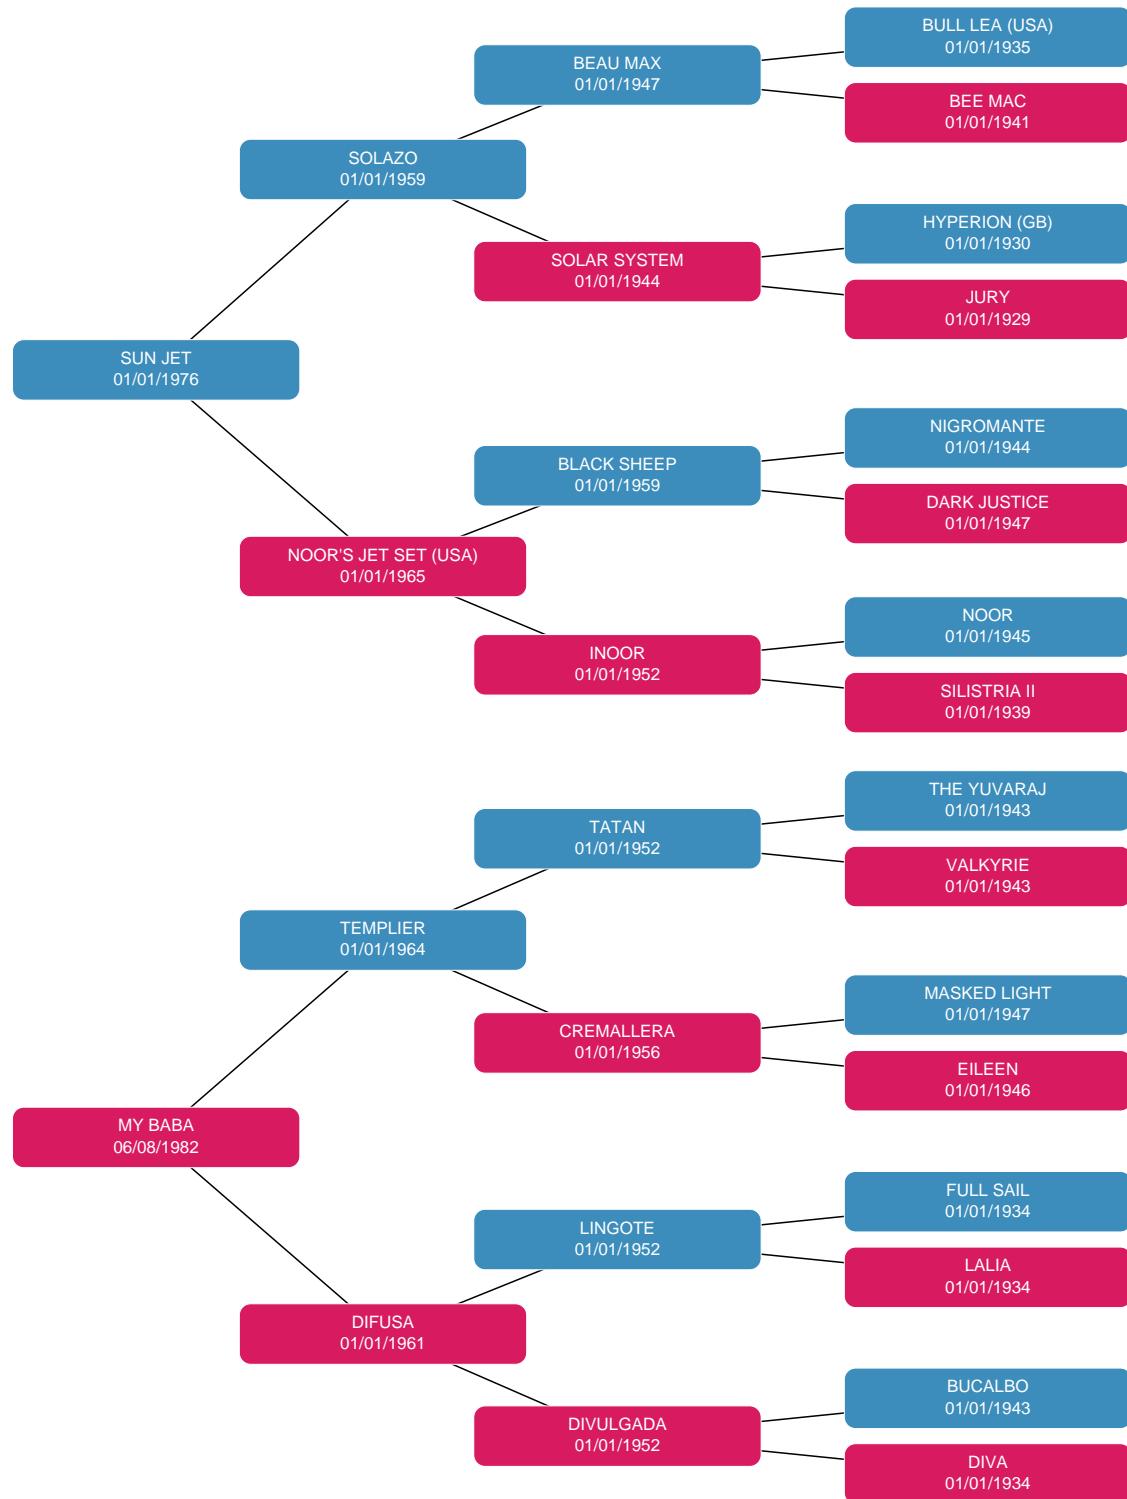 BULL LEA (USA)
01/01/1935
BEAU MAX
01/01/1947
BEE MAC
01/01/1941
SOLAZO
01/01/1959
HYPERION (GB)
01/01/1930
SOLAR SYSTEM
01/01/1944
JURY
01/01/1929
SUN JET
01/01/1976
NIGROMANTE
01/01/1944
BLACK SHEEP
01/01/1959
DARK JUSTICE
01/01/1947
NOOR'S JET SET (USA)
01/01/1965
NOOR
01/01/1945
INOOR
01/01/1952
SILISTRIA II
01/01/1939
THE YUVARAJ
01/01/1943
TATAN
01/01/1952
VALKYRIE
01/01/1943
TEMPLIER
01/01/1964
MASKED LIGHT
01/01/1947
CREMALLERA
01/01/1956
EILEEN
01/01/1946
MY BABA
06/08/1982
FULL SAIL
01/01/1934
LINGOTE
01/01/1952
LALIA
01/01/1934
DIFUSA
01/01/1961
BUCALBO
01/01/1943
DIVULGADA
01/01/1952
DIVA
01/01/1934